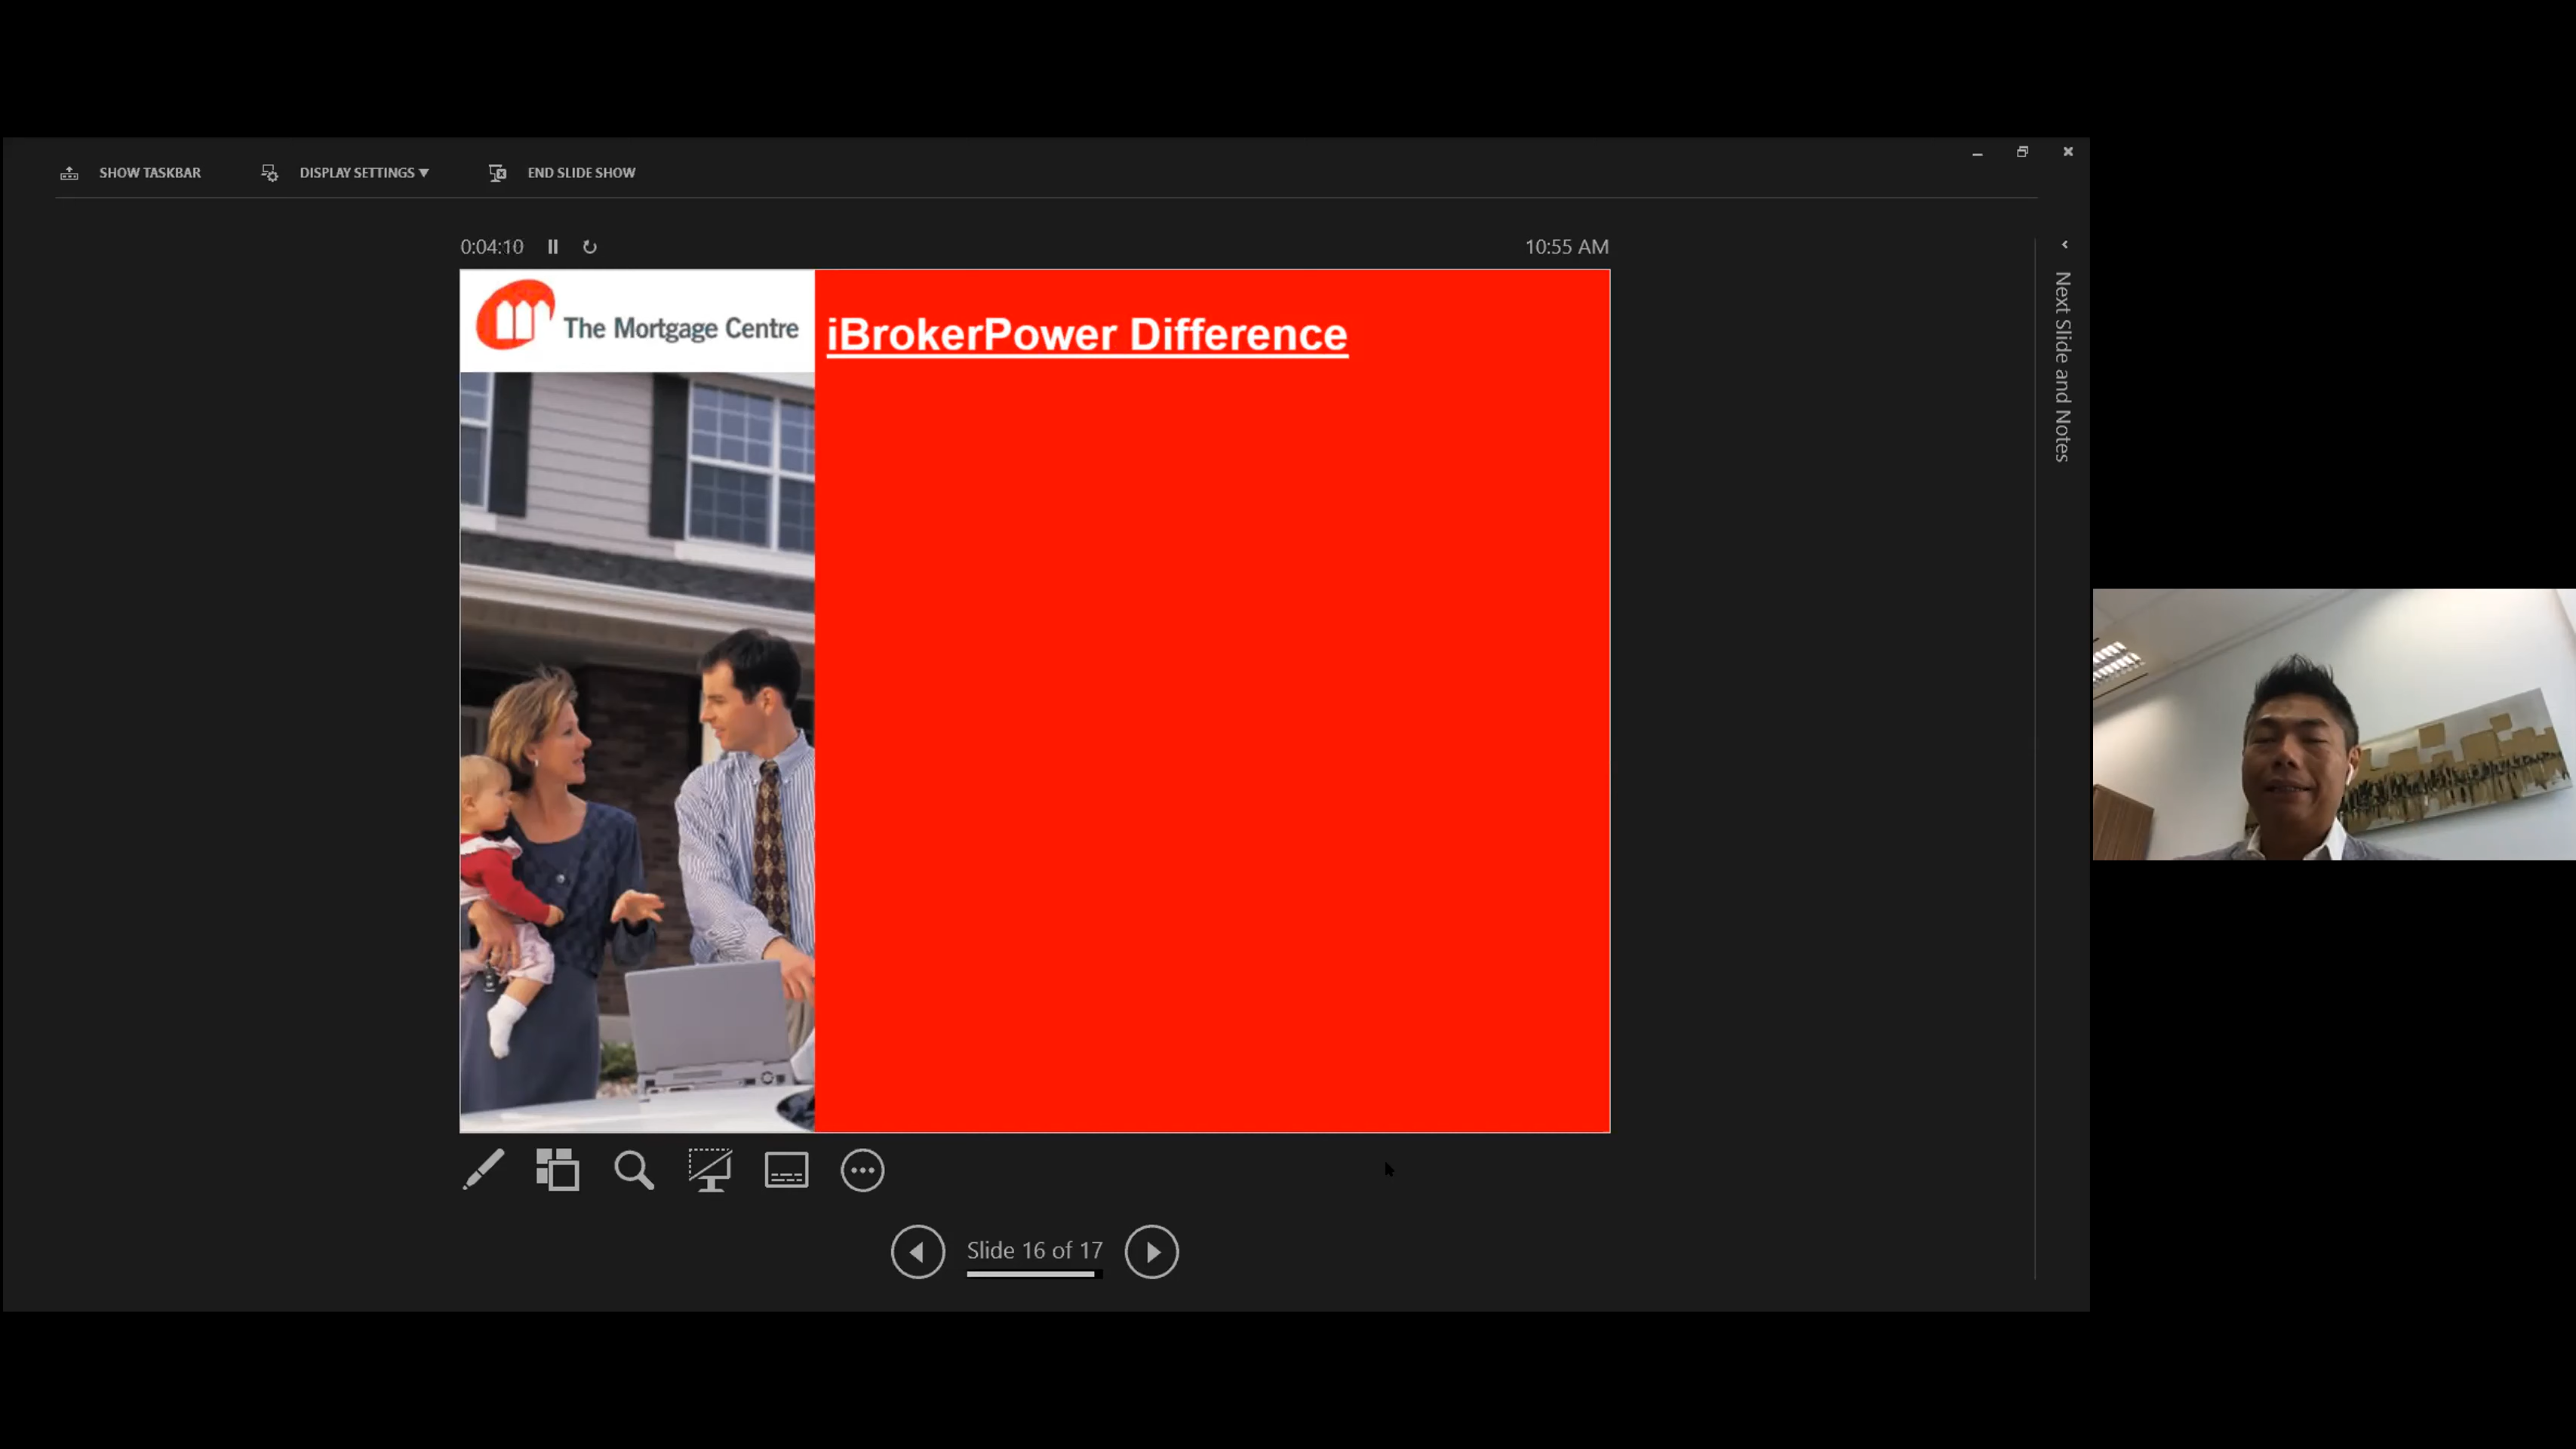 SHOW TASKBAR
DISPLAY SETTINGS ▼
END SLIDE SHOW
0:04:10
10:55 AM
The Mortgage Centre
iBrokerPower Difference
Next Slide and Notes
Slide 16 of 17